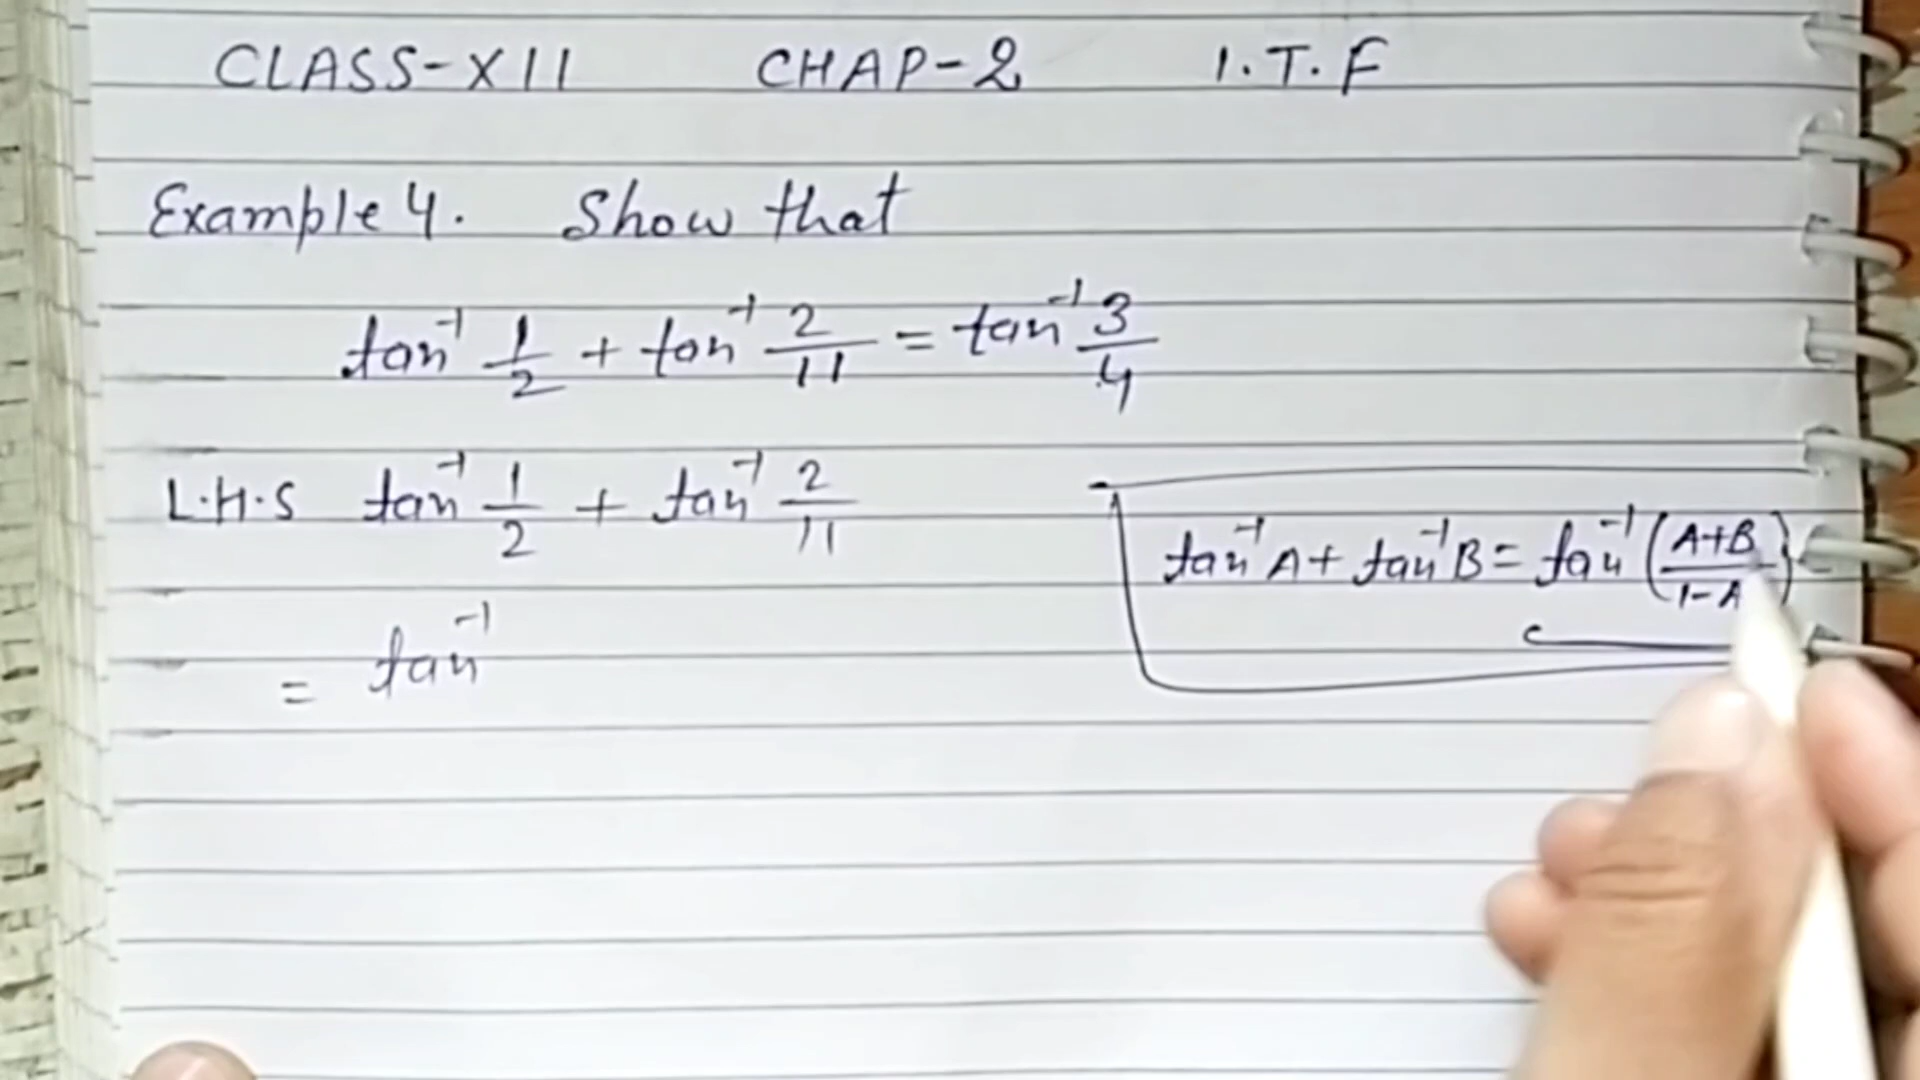 CLASS-XII CHAP-2 I.T.F
Example 4. Show that
tan⁻¹ 1/2 + tan⁻¹ 2/11 = tan⁻¹ 3/4
L.H.S tan⁻¹ 1/2 + tan⁻¹ 2/11
tan⁻¹A + tan⁻¹B = tan⁻¹(A+B/1-A)
= tan⁻¹